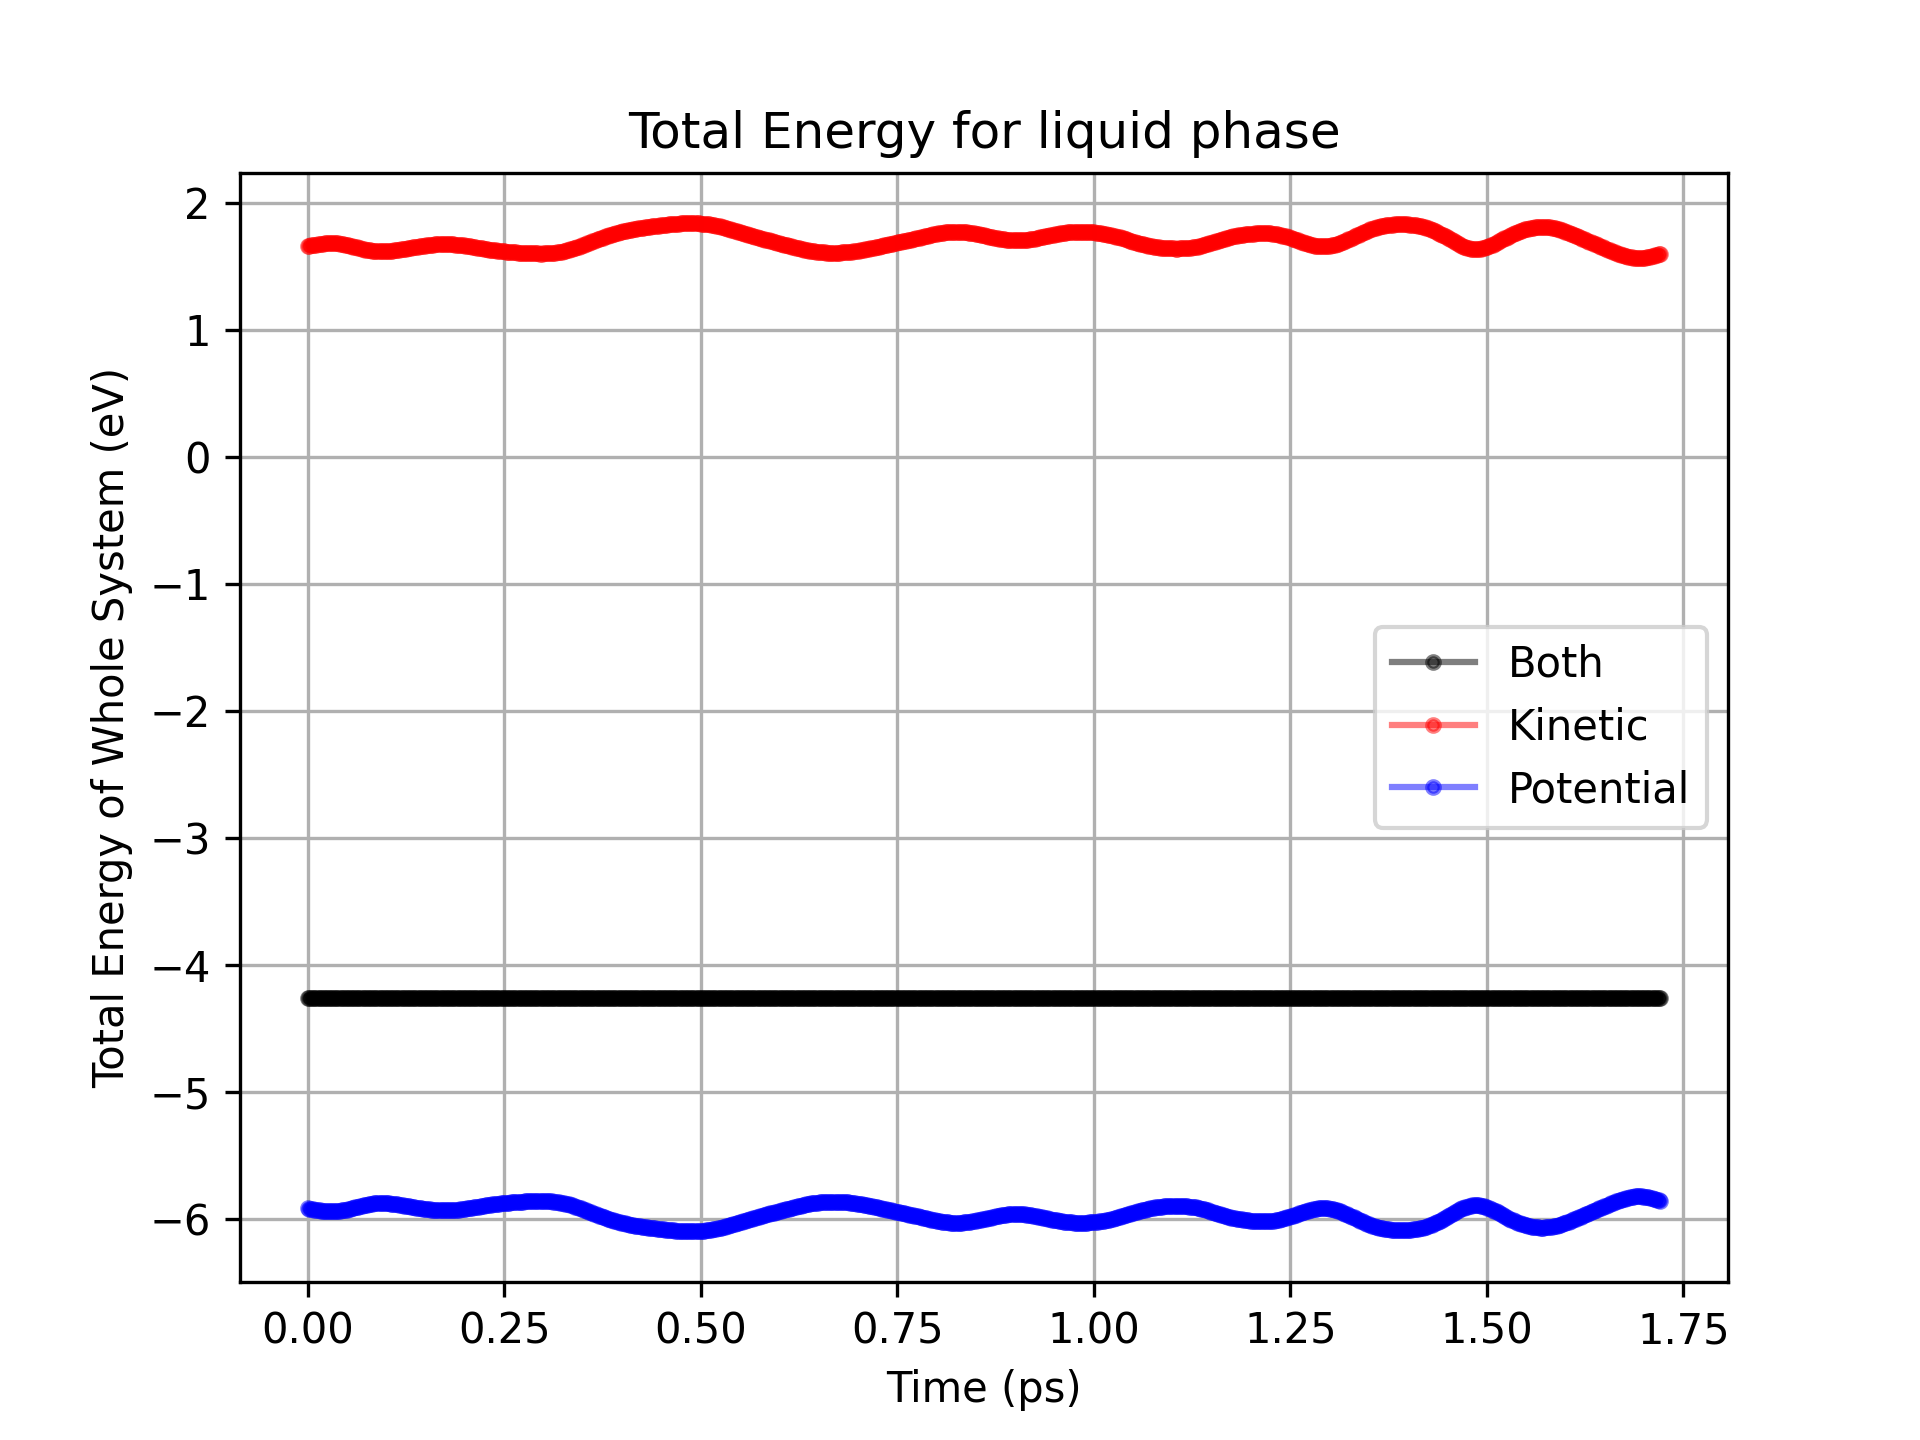 Total Energy for liquid phase
Total Energy of Whole System (eV)
2
1
0
−1
−2
−3
−4
−5
−6
Both
Kinetic
Potential
0.00 0.25 0.50 0.75 1.00 1.25 1.50 1.75
Time (ps)